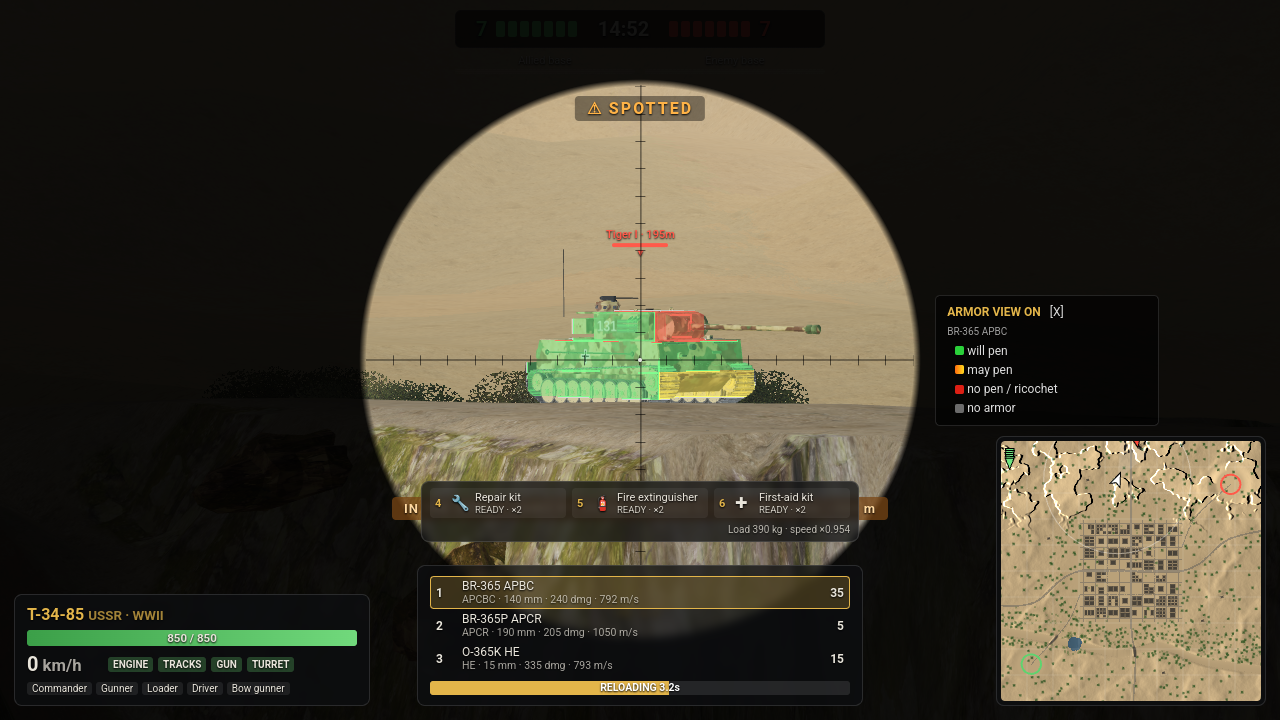 7 14:52 7
⚠ SPOTTED
Tiger I · 195m
131
ARMOR VIEW ON [X]
BR-365 APBC
will pen
may pen
no pen / ricochet
no armor
4 Repair kit
READY · ×2
5 Fire extinguisher
READY · ×2
6 First-aid kit
READY · ×2
IN
m
Load 390 kg · speed ×0.954
1 BR-365 APBC 35
APCBC · 140 mm · 240 dmg · 792 m/s
2 BR-365P APCR 5
APCR · 190 mm · 205 dmg · 1050 m/s
3 O-365K HE 15
HE · 15 mm · 335 dmg · 793 m/s
RELOADING 3.2s
T-34-85 USSR · WWII
850 / 850
0 km/h ENGINE TRACKS GUN TURRET
Commander Gunner Loader Driver Bow gunner